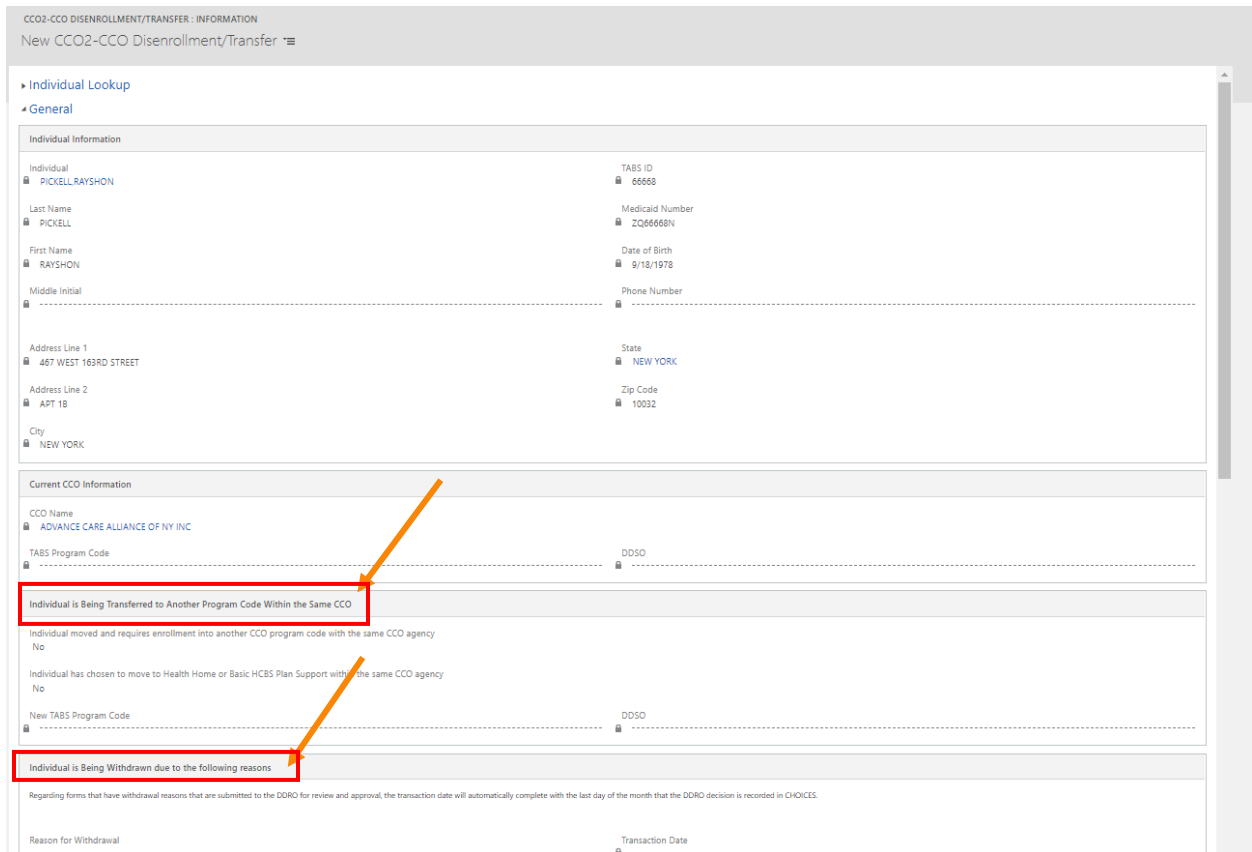 CCO2-CCO DISENROLLMENT/TRANSFER : INFORMATION
New CCO2-CCO Disenrollment/Transfer
Individual Lookup
General
Individual Information
Individual
PICKELL,RAYSHON
TABS ID
66668
Last Name
PICKELL
Medicaid Number
ZQ66668N
First Name
RAYSHON
Date of Birth
9/18/1978
Middle Initial
Phone Number
Address Line 1
467 WEST 163RD STREET
State
NEW YORK
Address Line 2
APT 1B
Zip Code
10032
City
NEW YORK
Current CCO Information
CCO Name
ADVANCE CARE ALLIANCE OF NY INC
TABS Program Code
DDSO
Individual is Being Transferred to Another Program Code Within the Same CCO
Individual moved and requires enrollment into another CCO program code with the same CCO agency
No
Individual has chosen to move to Health Home or Basic HCBS Plan Support within the same CCO agency
No
New TABS Program Code
DDSO
Individual is Being Withdrawn due to the following reasons
Regarding forms that have withdrawal reasons that are submitted to the DDRO for review and approval, the transaction date will automatically complete with the last day of the month that the DDRO decision is recorded in CHOICES.
Reason for Withdrawal
Transaction Date